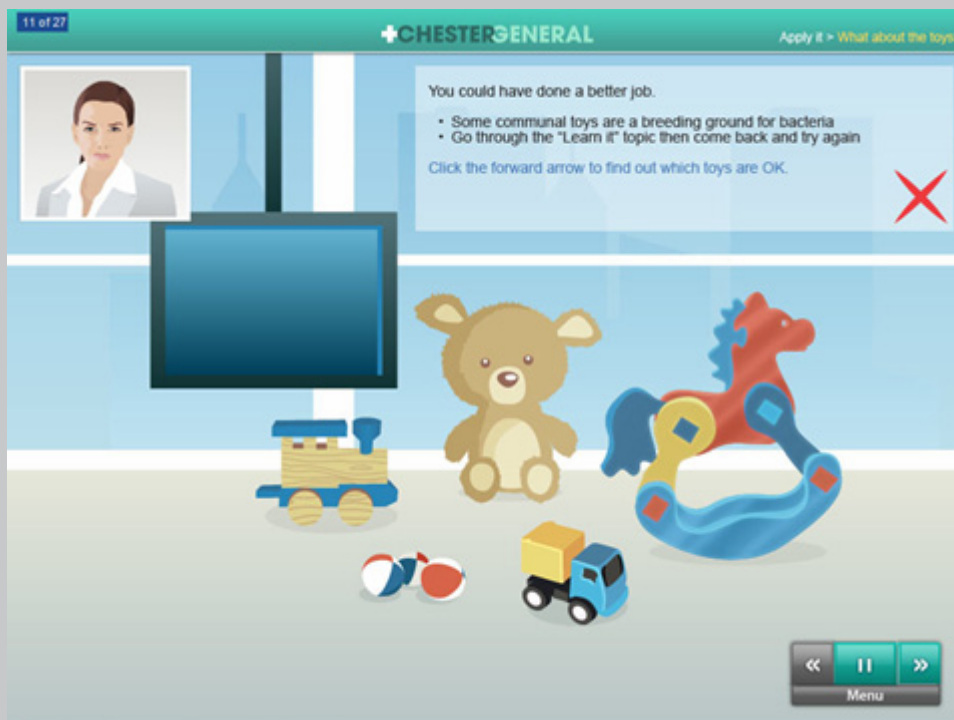 11 of 27
CHESTERGENERAL
Apply it > What about the toys
You could have done a better job.
• Some communal toys are a breeding ground for bacteria
• Go through the “Learn it” topic then come back and try again
Click the forward arrow to find out which toys are OK.
Menu